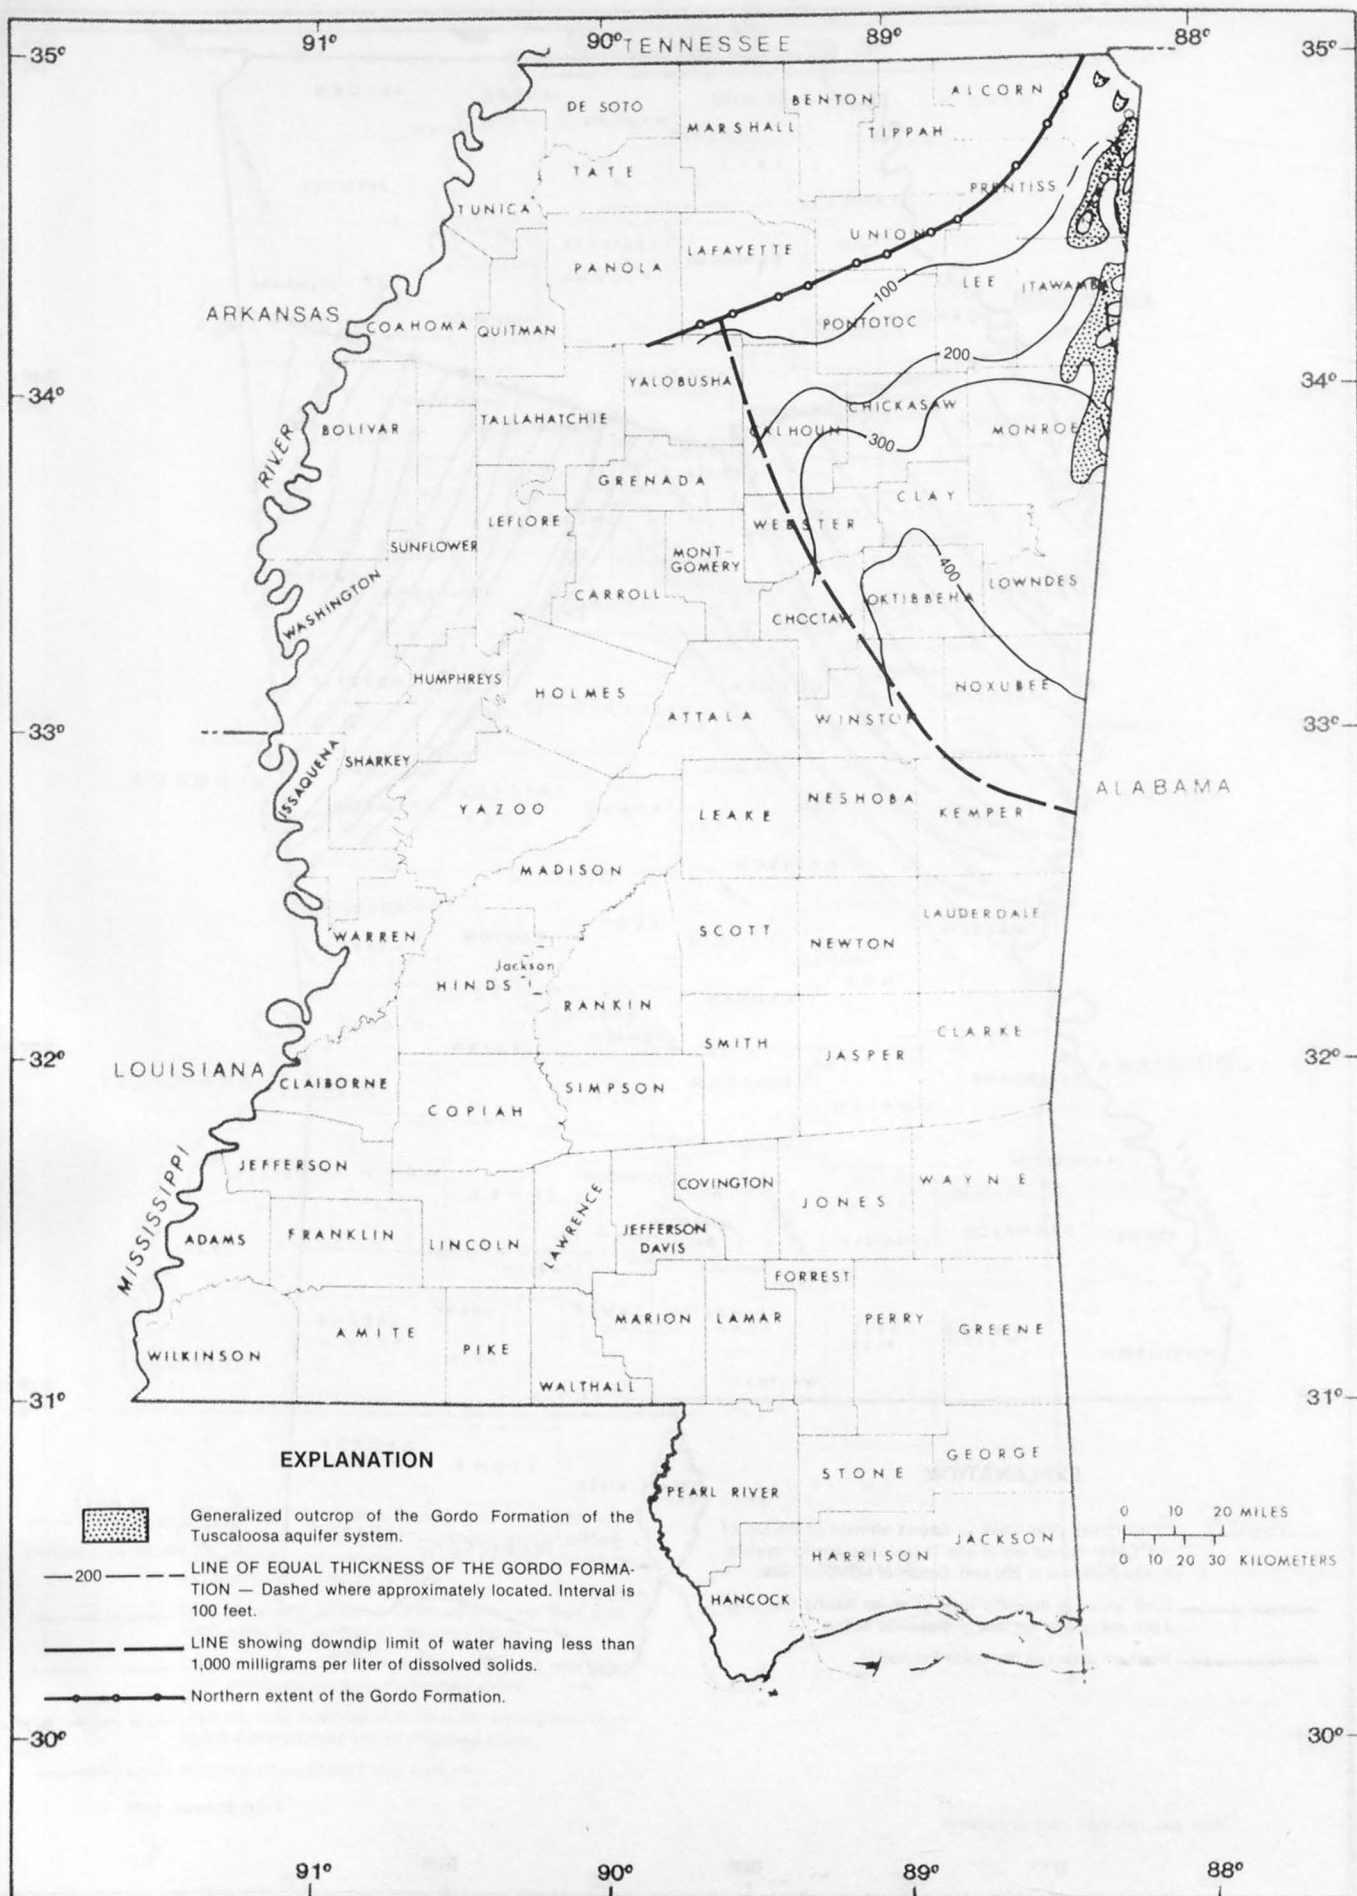 91° 90° 89° 88°
TENNESSEE
35° 35°
ALCORN
BENTON
DE SOTO
MARSHALL
TIPPAH
TATE
PRENTISS
TUNICA
UNION
LAFAYETTE
PANOLA
LEE
ITAWAMBA
100
ARKANSAS
COAHOMA
QUITMAN
PONTOTOC
200
34° 34°
YALOBUSHA
CHICKASAW
TALLAHATCHIE
BOLIVAR
CALHOUN
300
MONROE
RIVER
GRENADA
CLAY
LEFLORE
WEBSTER
SUNFLOWER
MONT-
GOMERY
400
LOWNDES
WASHINGTON
CARROLL
OKTIBBEHA
CHOCTAW
HUMPHREYS
HOLMES
NOXUBEE
ATTALA
WINSTON
33° 33°
SHARKEY
ISSAQUENA
ALABAMA
YAZOO
LEAKE
NESHOBA
KEMPER
MADISON
LAUDERDALE
WARREN
SCOTT
NEWTON
Jackson
HINDS
RANKIN
CLARKE
SMITH
JASPER
32° 32°
LOUISIANA
CLAIBORNE
SIMPSON
COPIAH
JEFFERSON
COVINGTON
WAYNE
JONES
MISSISSIPPI
ADAMS
FRANKLIN
LINCOLN
LAWRENCE
JEFFERSON
DAVIS
FORREST
MARION
LAMAR
PERRY
GREENE
AMITE
PIKE
WILKINSON
WALTHALL
31° 31°
EXPLANATION
GEORGE
STONE
PEARL RIVER
Generalized outcrop of the Gordo Formation of the
Tuscaloosa aquifer system.
0 10 20 MILES
0 10 20 30 KILOMETERS
JACKSON
HARRISON
200 LINE OF EQUAL THICKNESS OF THE GORDO FORMA-
TION — Dashed where approximately located. Interval is
100 feet.
HANCOCK
LINE showing downdip limit of water having less than
1,000 milligrams per liter of dissolved solids.
Northern extent of the Gordo Formation.
30° 30°
91° 90° 89° 88°